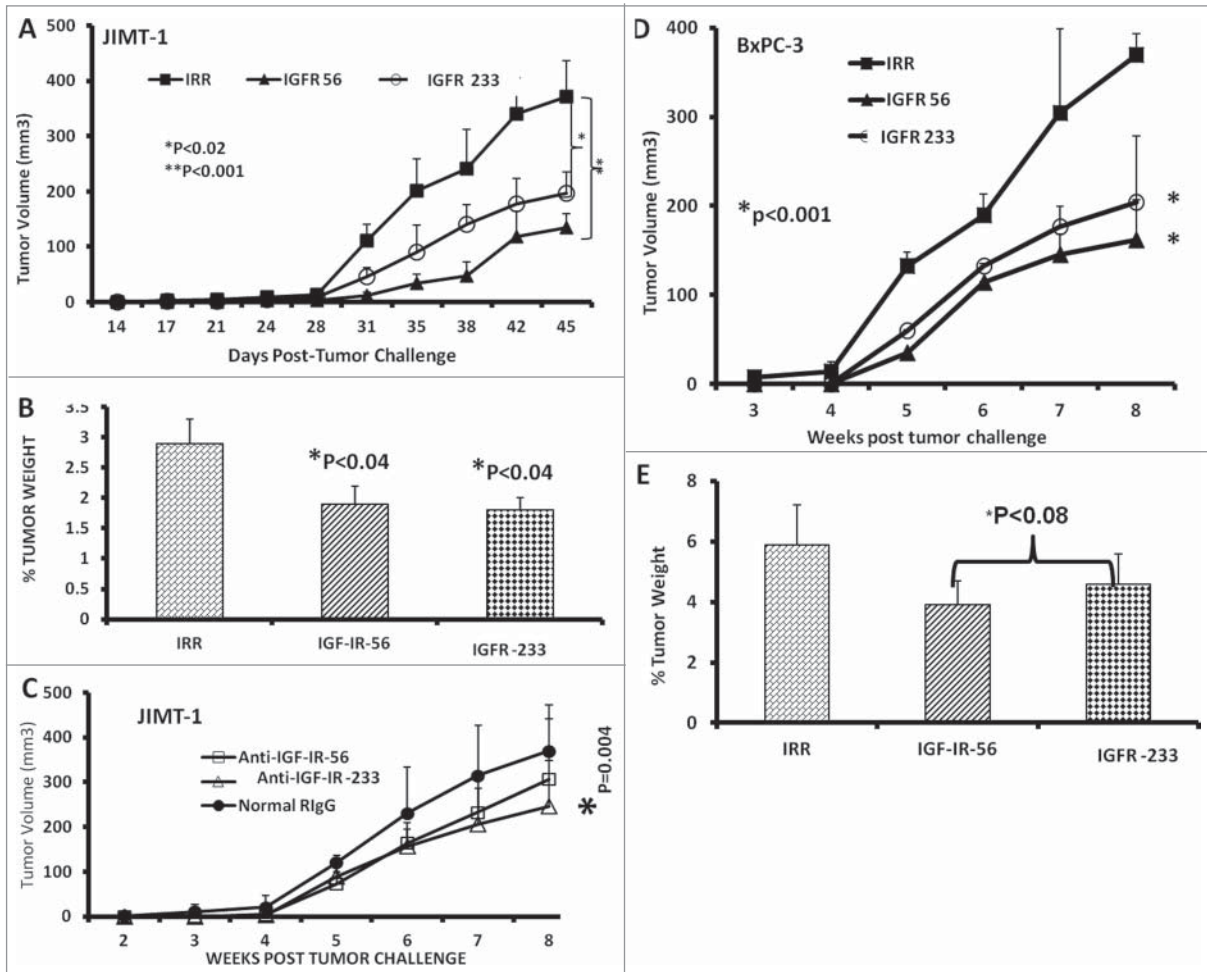 A
JIMT-1
500
400
300
200
100
0
Tumor Volume (mm3)
IRR
IGFR 56
IGFR 233
*P<0.02
**P<0.001
*
**
14 17 21 24 28 31 35 38 42 45
Days Post-Tumor Challenge
B
3.5
3
2.5
2
1.5
1
0.5
0
% TUMOR WEIGHT
*P<0.04
*P<0.04
IRR IGF-IR-56 IGFR-233
C
JIMT-1
500
400
300
200
100
0
Tumor Volume (mm3)
Anti-IGF-IR-56
Anti-IGF-IR-233
Normal RIgG
*
P=0.004
2 3 4 5 6 7 8
WEEKS POST TUMOR CHALLENGE
D
BxPC-3
400
300
200
100
0
Tumor Volume (mm3)
IRR
IGFR 56
IGFR 233
*p<0.001
*
*
3 4 5 6 7 8
Weeks post tumor challenge
E
8
6
4
2
0
% Tumor Weight
*P<0.08
IRR IGF-IR-56 IGFR-233